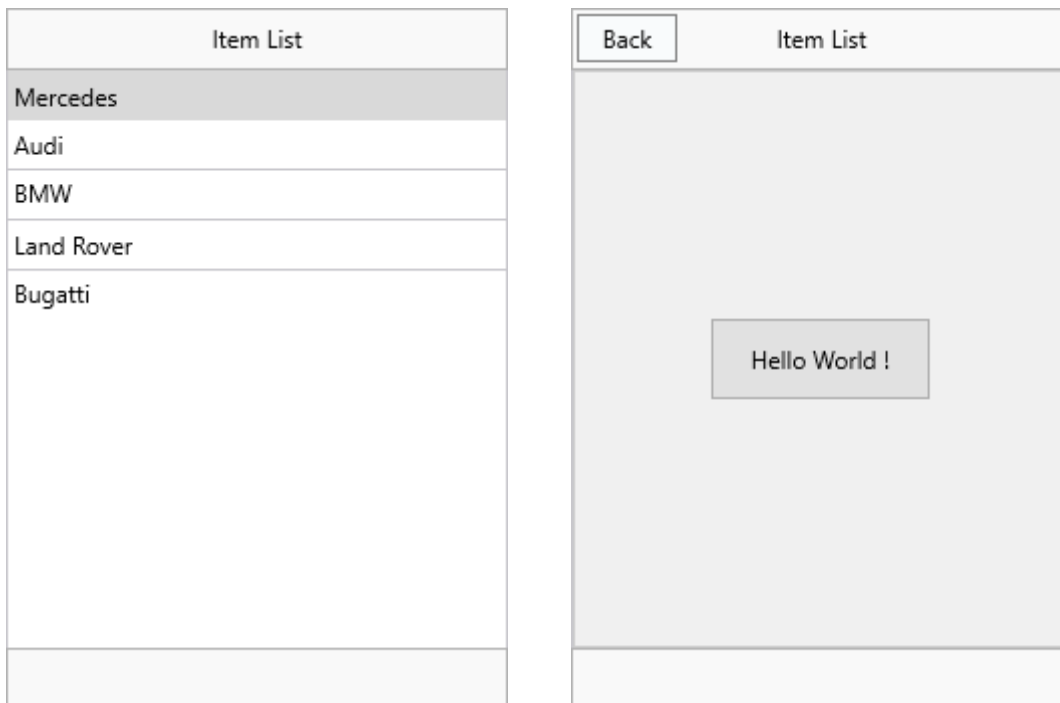 Item List
Mercedes
Audi
BMW
Land Rover
Bugatti
Back
Item List
Hello World !